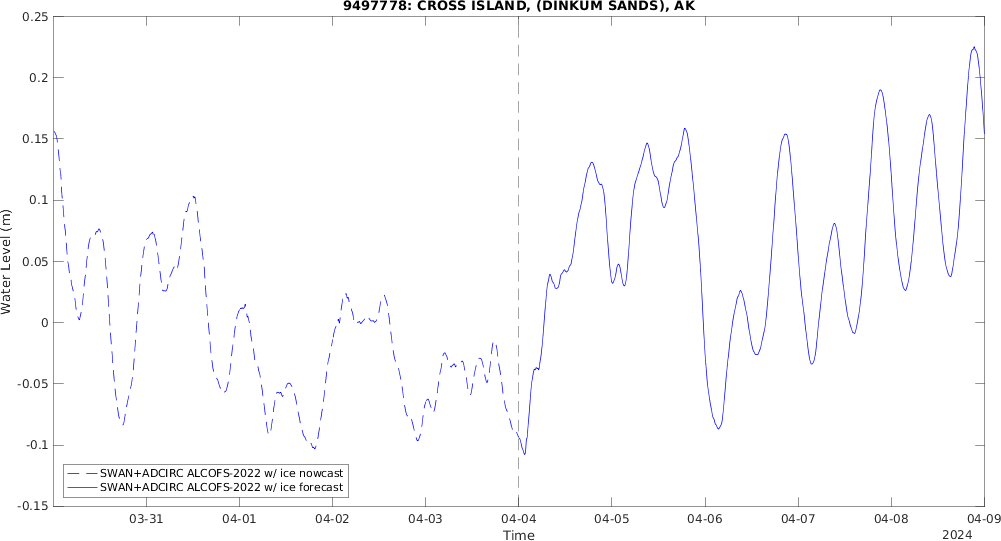 9497778: CROSS ISLAND, (DINKUM SANDS), AK
0.25
0.2
0.15
0.1
0.05
0
-0.05
-0.1
-0.15
Water Level (m)
SWAN+ADCIRC ALCOFS-2022 w/ ice nowcast
SWAN+ADCIRC ALCOFS-2022 w/ ice forecast
03-31 04-01 04-02 04-03 04-04 04-05 04-06 04-07 04-08 04-09
Time
2024